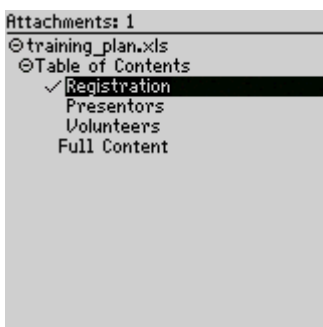 Attachments: 1
training_plan.xls
Table of Contents
Registration
Presentors
Volunteers
Full Content